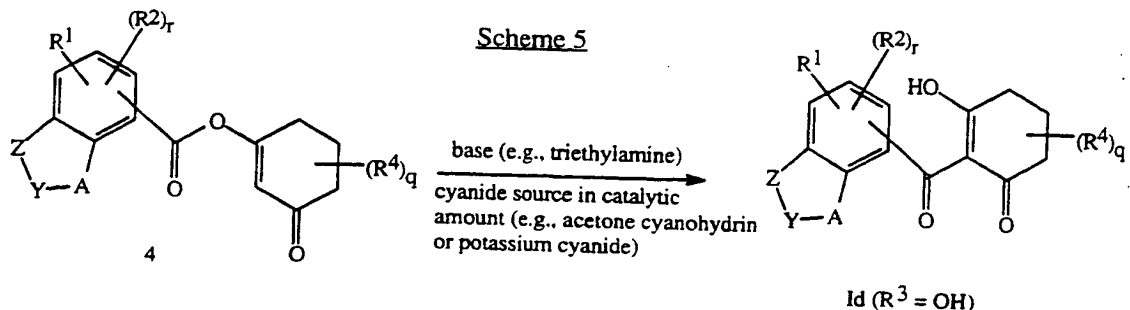 Scheme 5
(R2)r
R1
O
O
Z
Y—A
(R4)q
O
4
base (e.g., triethylamine)
cyanide source in catalytic
amount (e.g., acetone cyanohydrin
or potassium cyanide)
(R2)r
R1
HO
(R4)q
Z
Y—A
O
O
Id (R3 = OH)